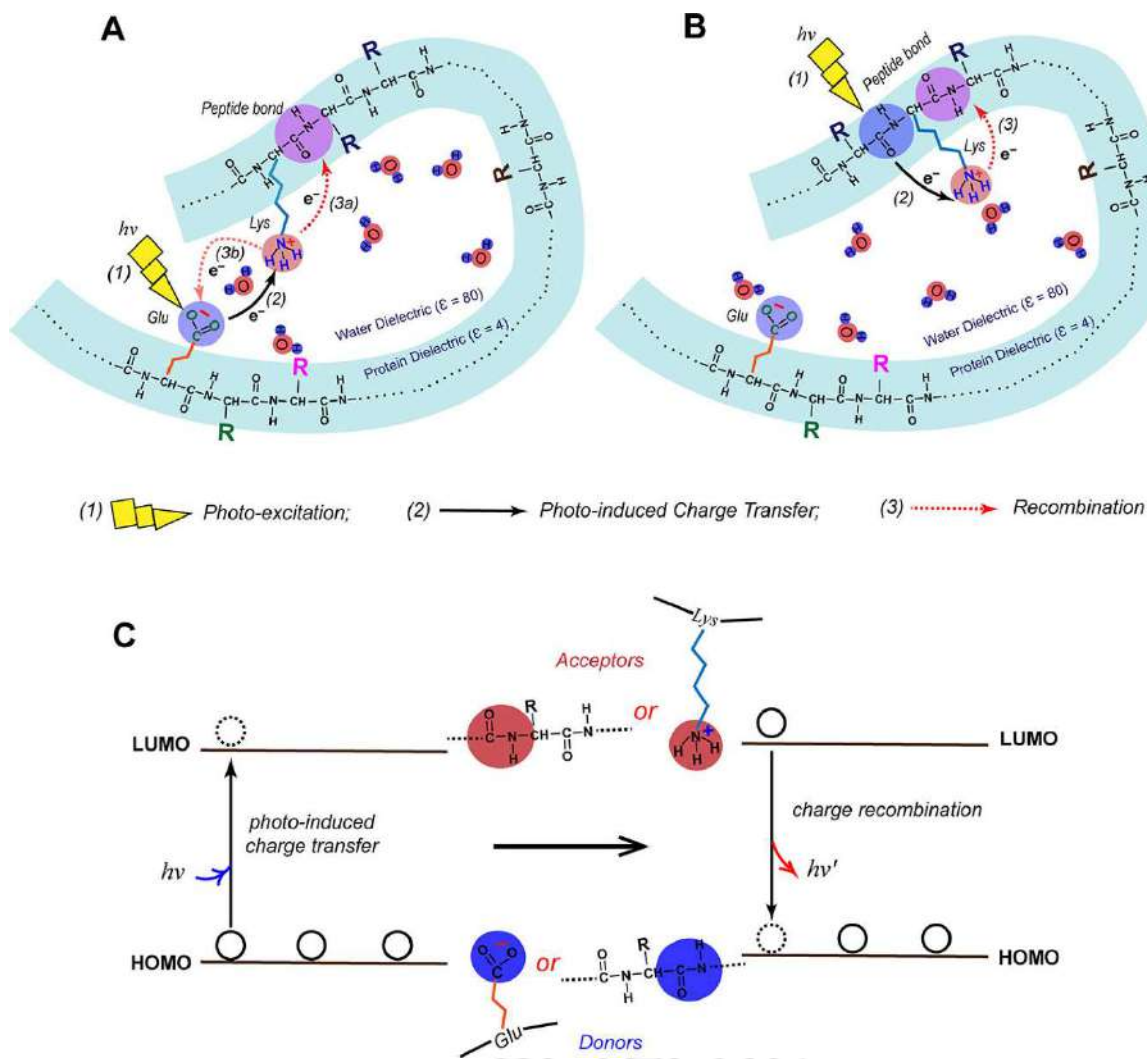 A
B
hν
(1)
Peptide bond
Peptide bond
R
R
R
R
Lys
Lys
(3)
e⁻
(3a)
(3b)
e⁻
e⁻
(2)
e⁻
(2)
hν
(1)
Glu
Glu
Water Dielectric (ℇ = 80)
Protein Dielectric (ℇ = 4)
Water Dielectric (ℇ = 80)
Protein Dielectric (ℇ = 4)
R
R
R
R
(1) Photo-excitation; (2) Photo-induced Charge Transfer; (3) Recombination
C
Lys
Acceptors
or
LUMO
LUMO
photo-induced
charge transfer
charge recombination
hν
hν'
HOMO
HOMO
or
Glu
Donors